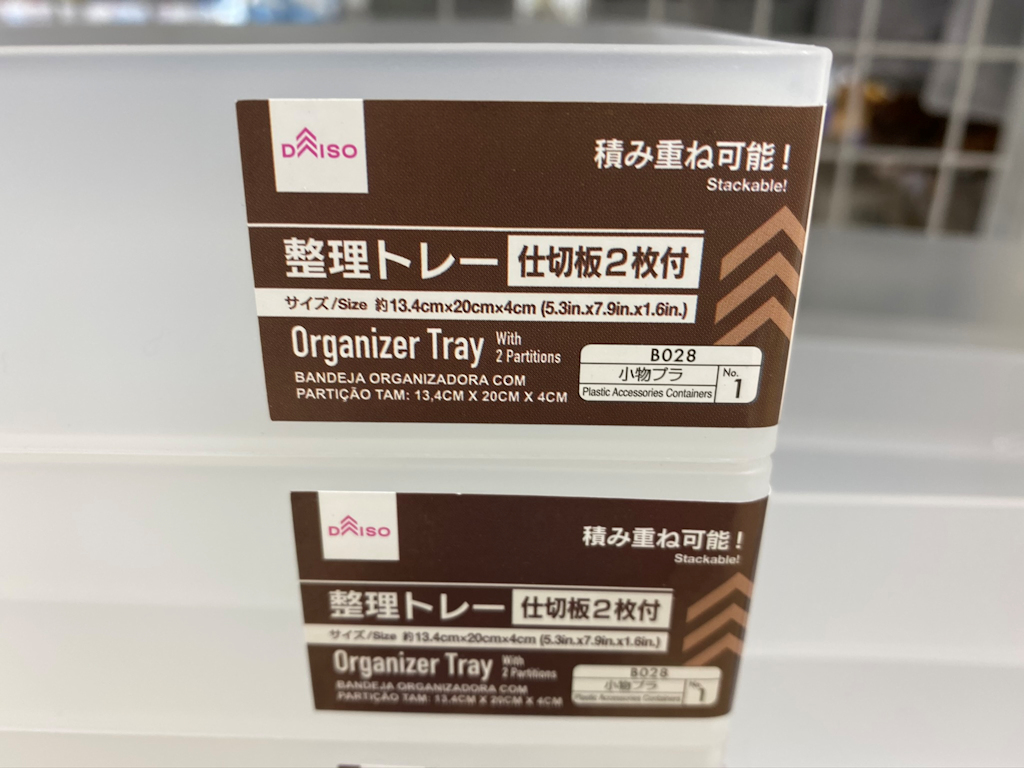 DAISO
積み重ね可能!
Stackable!
整理トレー 仕切板2枚付
サイズ/Size 約13.4cm×20cm×4cm (5.3in.x7.9in.x1.6in.)
Organizer Tray With 2 Partitions
BANDEJA ORGANIZADORA COM
PARTIÇÃO TAM: 13,4CM X 20CM X 4CM
B028
小物プラ
Plastic Accessories Containers
No. 1
DAISO
積み重ね可能!
Stackable!
整理トレー 仕切板2枚付
サイズ/Size 約13.4cm×20cm×4cm (5.3in.x7.9in.x1.6in.)
Organizer Tray With 2 Partitions
BANDEJA ORGANIZADORA COM
PARTIÇÃO TAM: 13,4CM X 20CM X 4CM
B028
小物プラ
Plastic Accessories Containers
No. 1